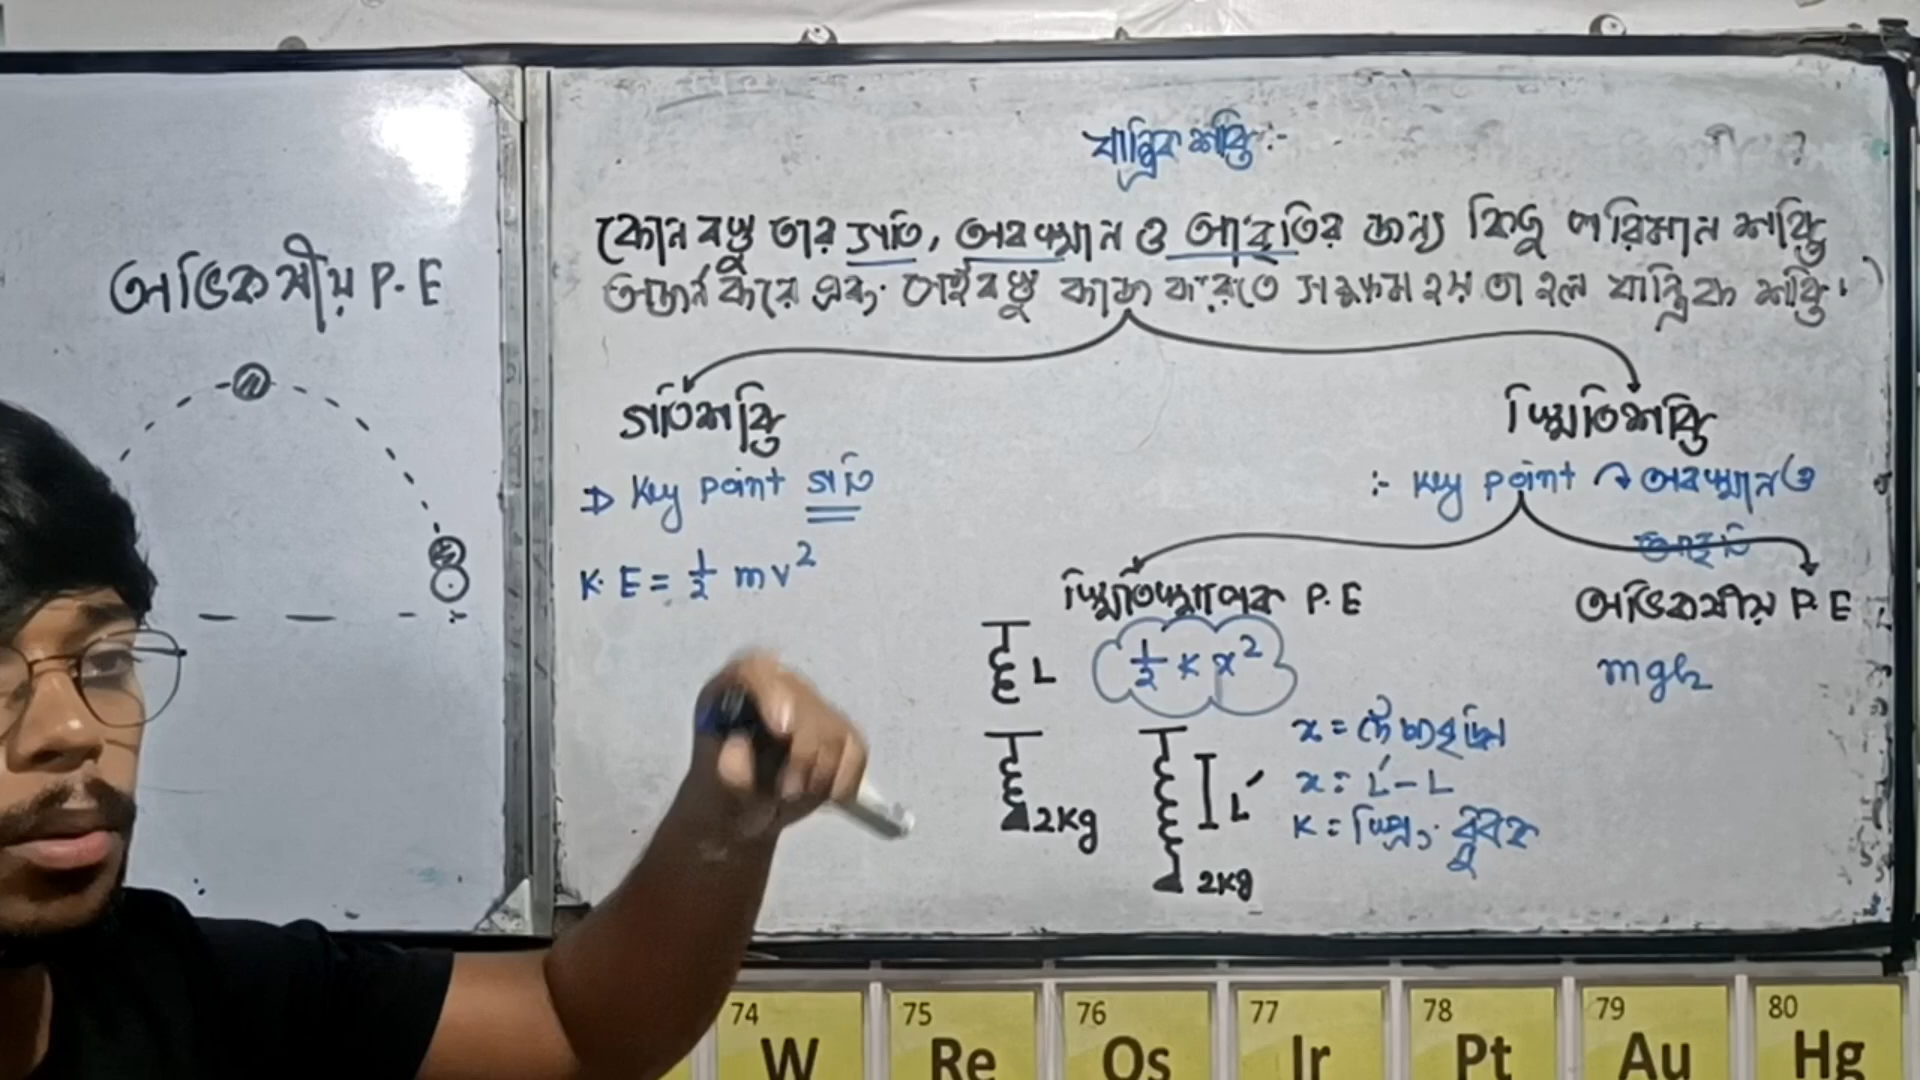 যান্ত্রিক শক্তি :-
কোন বস্তু তার গতি, অবস্থান ও আকৃতির জন্য কিছু পরিমান শক্তি
অর্জন করে এবং সেই বস্তু কাজ করতে সক্ষম হয় তা হল যান্ত্রিক শক্তি।
অভিকর্ষীয় P.E
গতিশক্তি
⇒ Key point গতি
K.E = 1/2 mv²
স্থিতিশক্তি
:- Key point → অবস্থান ও
আকৃতি
স্থিতিস্থাপক P.E
1/2 K x²
L
2Kg
L′
2Kg
x = দৈর্ঘ্য বৃদ্ধি
x = L′ - L
K = স্প্রিং ধ্রুবক
অভিকর্ষীয় P.E
mgh
74 75 76 77 78 79 80
W Re Os Ir Pt Au Hg